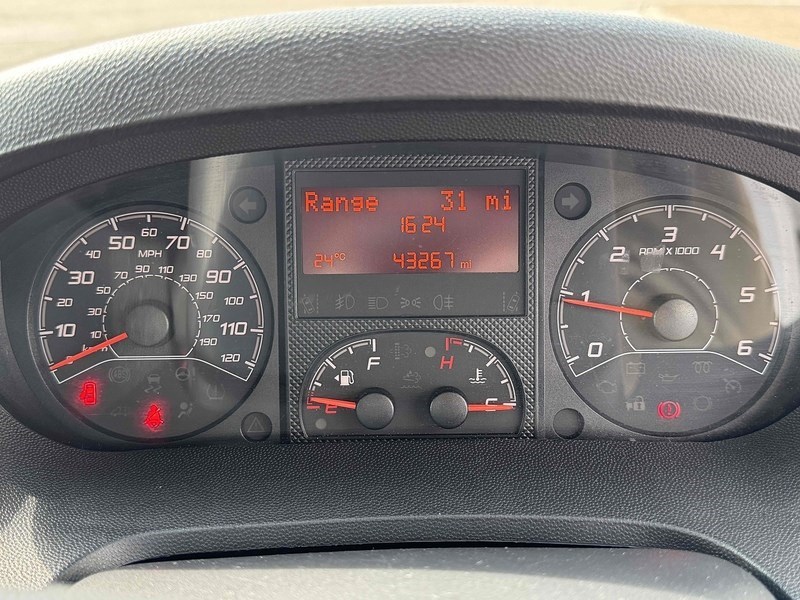 Range 31 mi
16:24
24°C 43267 mi
10 20 30 40 50 60 70 80 90 100 110 120
MPH
10 30 50 70 90 110 130 150 170 190
km/h
0 1 2 3 4 5 6
RPM X 1000
E F
H C